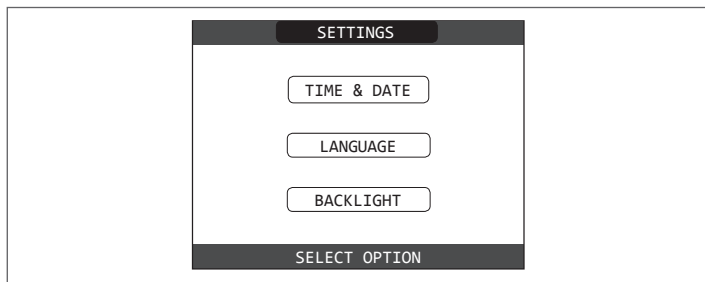 SETTINGS
TIME & DATE
LANGUAGE
BACKLIGHT
SELECT OPTION